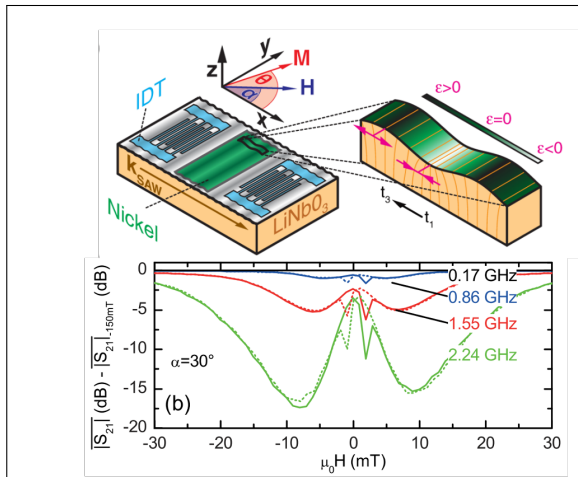 z
y
M
θ
H
α
x
IDT
k_SAW
LiNbO₃
Nickel
ε>0
ε=0
ε<0
t₃
t₁
|S₂₁| (dB) - |S₂₁|-150mT (dB)
0
-5
-10
-15
-20
0.17 GHz
0.86 GHz
1.55 GHz
2.24 GHz
α=30°
(b)
-30
-20
-10
0
10
20
30
μ₀H (mT)